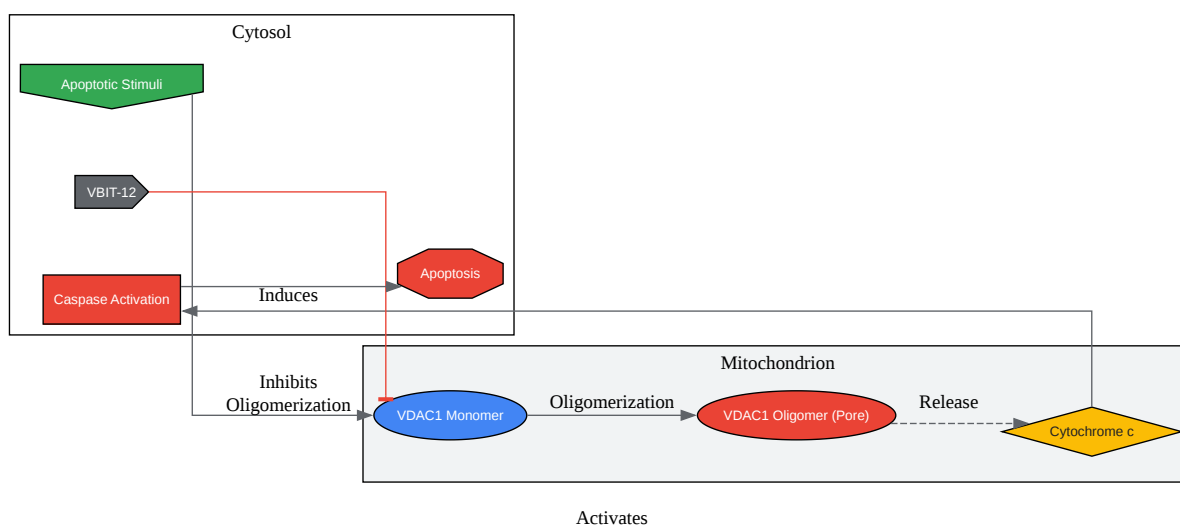 Cytosol
Apoptotic Stimuli
VBIT-12
Apoptosis
Caspase Activation
Induces
Mitochondrion
Inhibits
Oligomerization
VDAC1 Monomer
Oligomerization
VDAC1 Oligomer (Pore)
Release
Cytochrome c
Activates